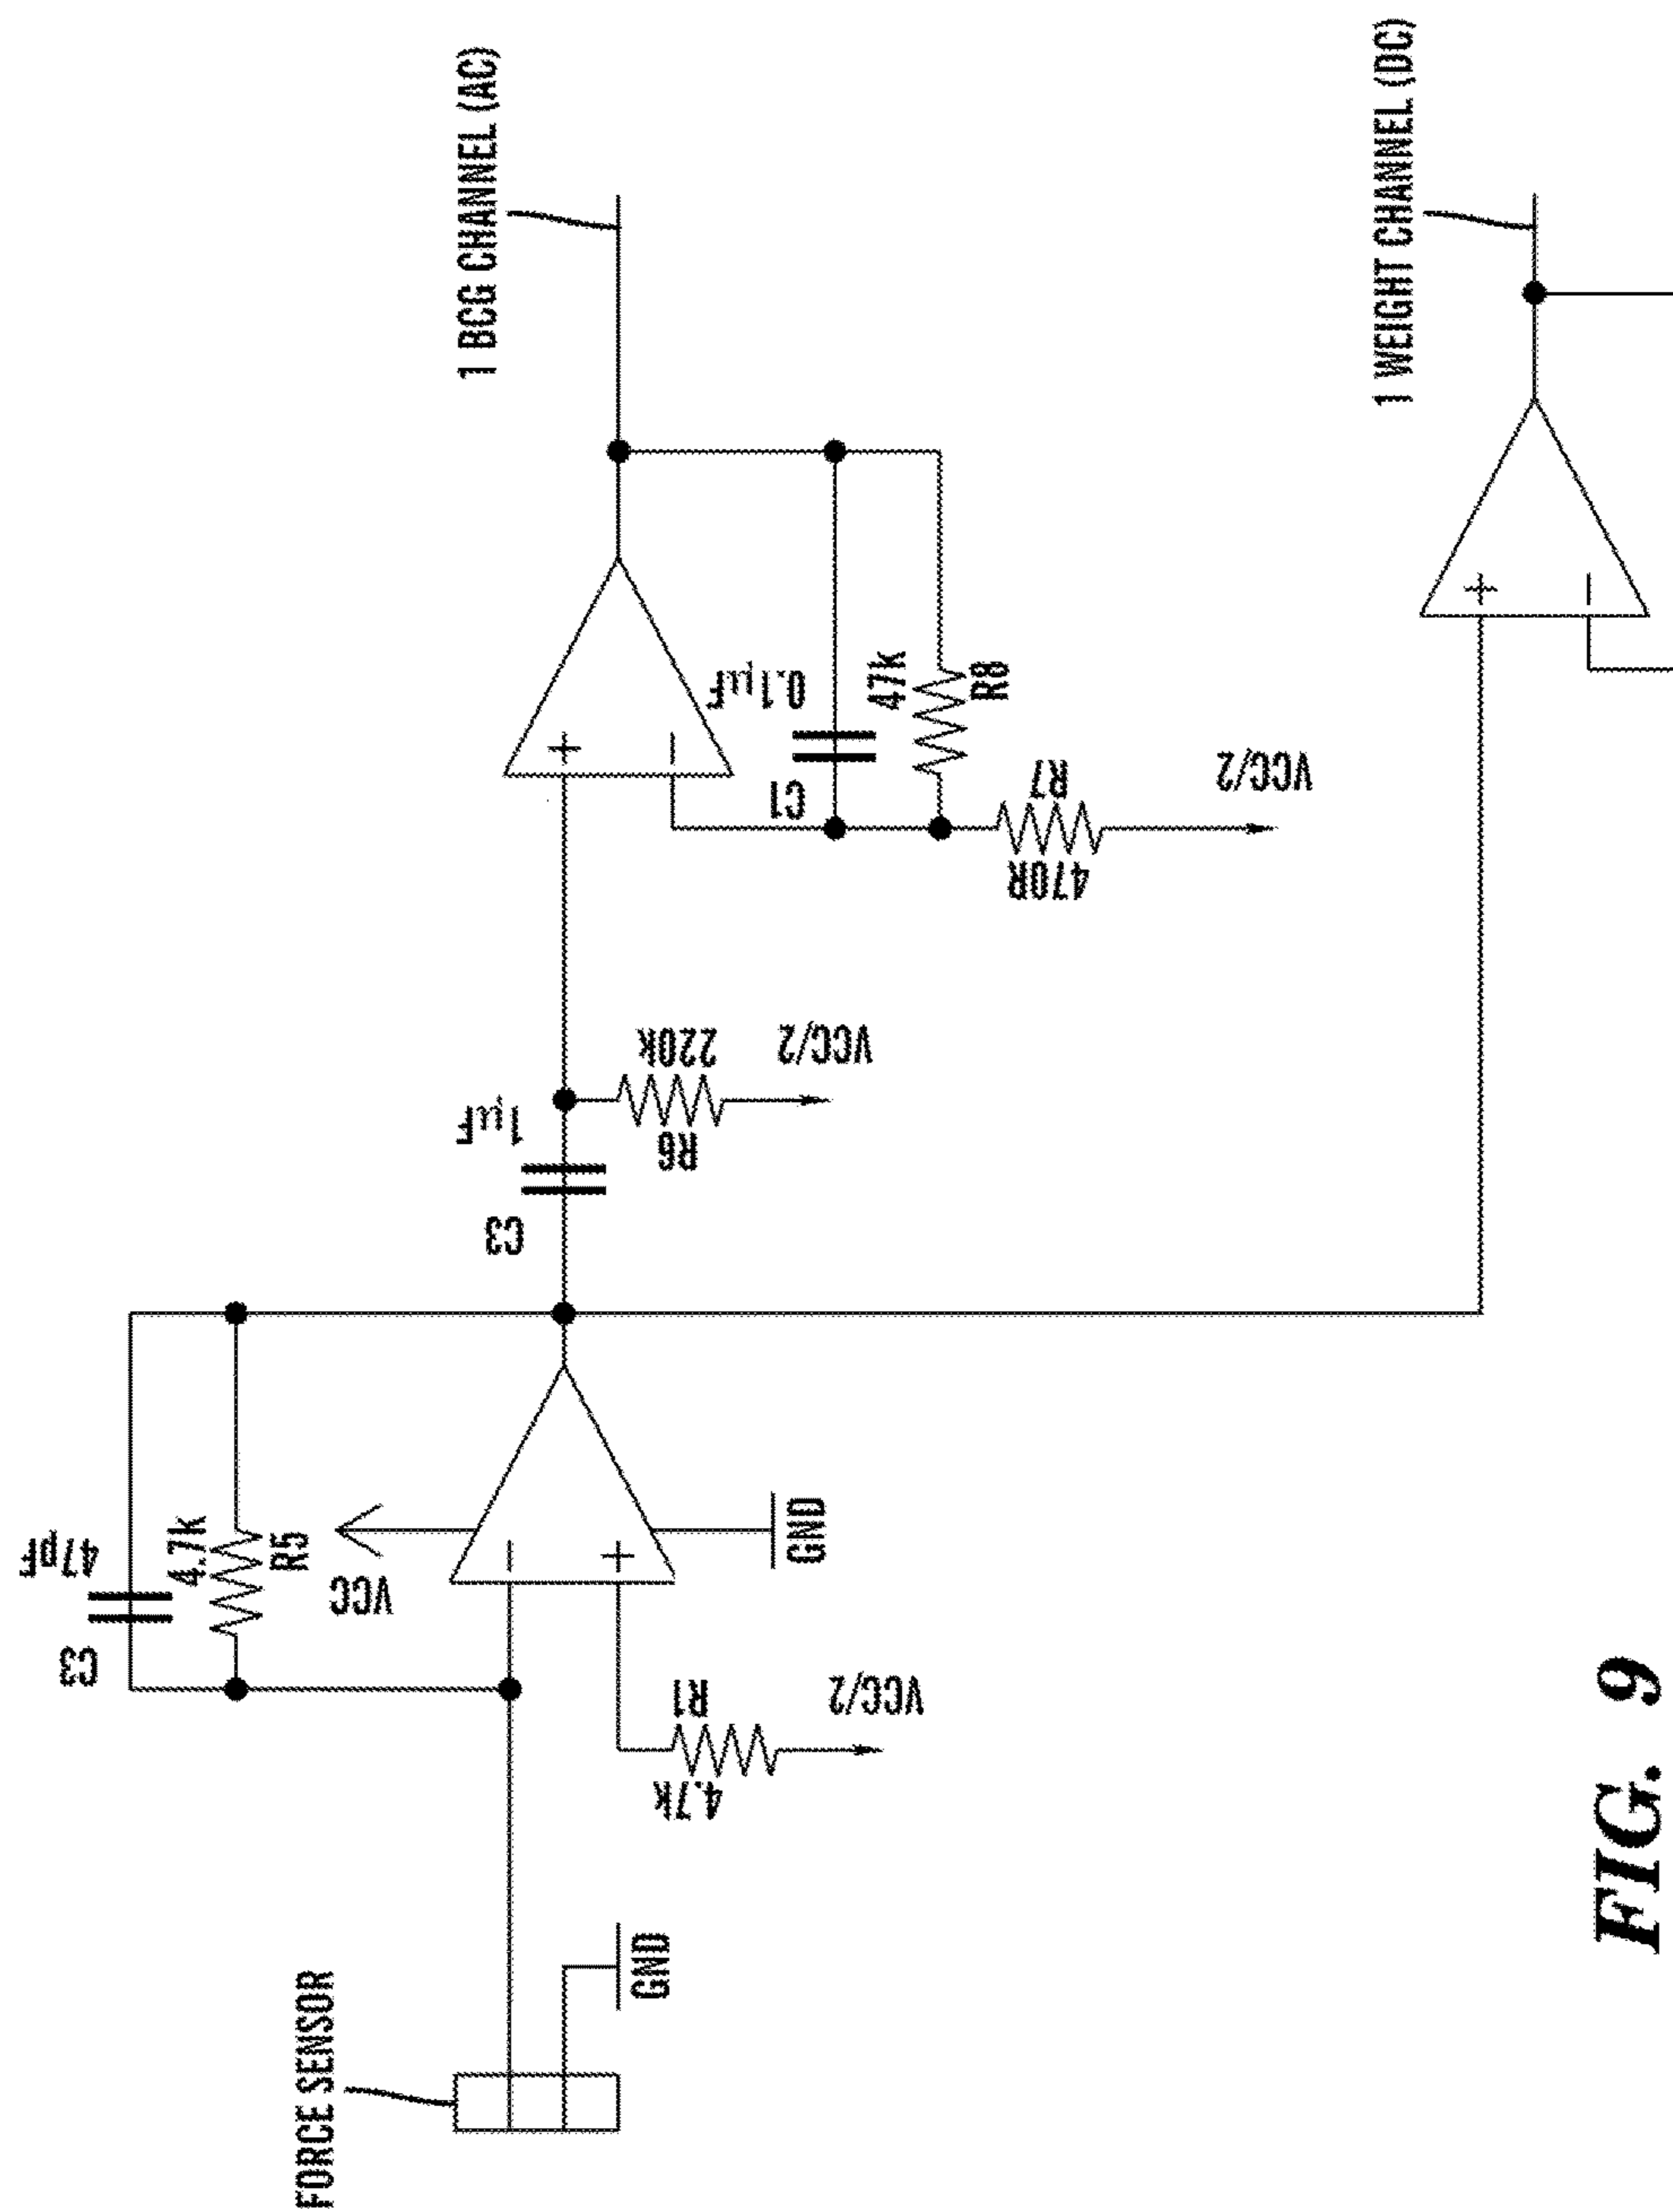 FORCE SENSOR
GND
C3
47pF
4.7k
R5
VCC
GND
4.7k
R1
VCC/2
C3
1µF
R6
220k
VCC/2
C1
0.1µF
47k
R8
470R
R7
VCC/2
1 BCG CHANNEL (AC)
1 WEIGHT CHANNEL (DC)
+
−
+
−
+
−
FIG. 9